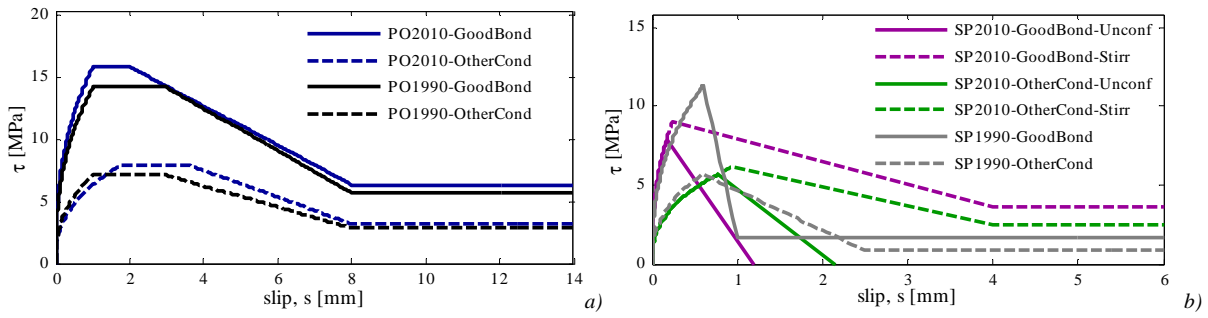 20
15
10
5
0
τ [MPa]
0
2
4
6
8
10
12
14
slip, s [mm]
PO2010-GoodBond
PO2010-OtherCond
PO1990-GoodBond
PO1990-OtherCond
a)
15
10
5
0
τ [MPa]
0
1
2
3
4
5
6
slip, s [mm]
SP2010-GoodBond-Unconf
SP2010-GoodBond-Stirr
SP2010-OtherCond-Unconf
SP2010-OtherCond-Stirr
SP1990-GoodBond
SP1990-OtherCond
b)